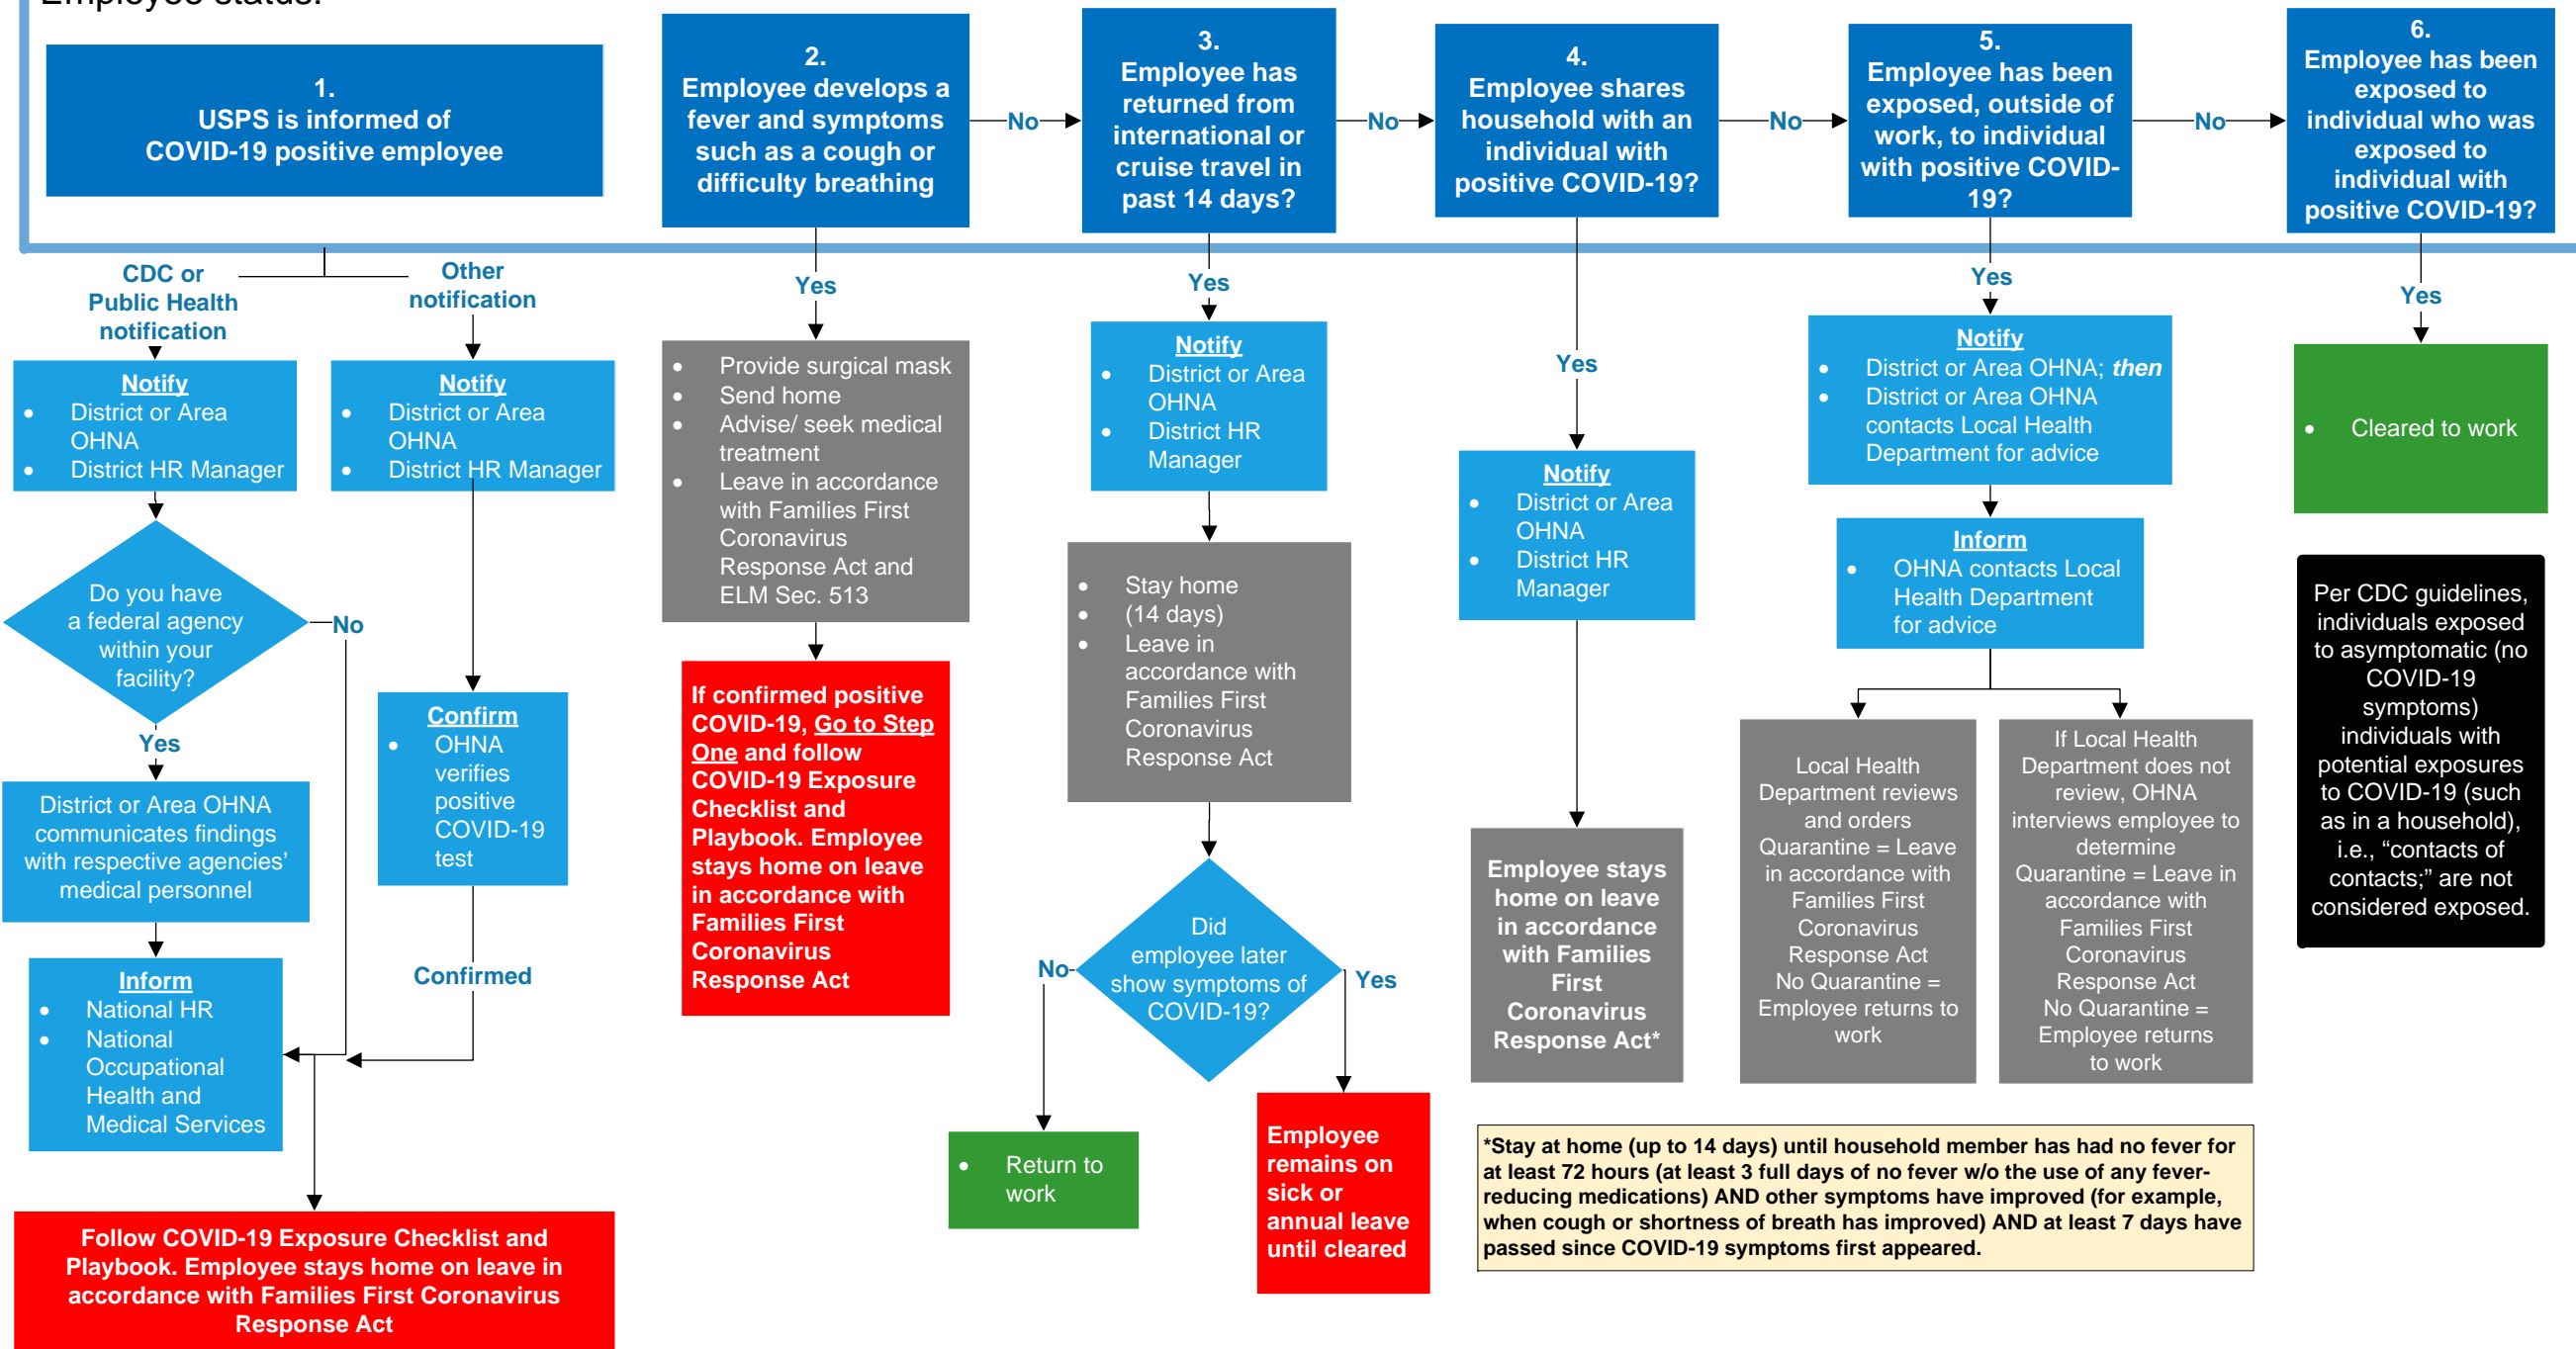 Employee status:
1.
USPS is informed of
COVID-19 positive employee
2.
Employee develops a
fever and symptoms
such as a cough or
difficulty breathing
No
3.
Employee has
returned from
international or
cruise travel in
past 14 days?
No
4.
Employee shares
household with an
individual with
positive COVID-19?
No
5.
Employee has been
exposed, outside of
work, to individual
with positive COVID-
19?
No
6.
Employee has been
exposed to
individual who was
exposed to
individual with
positive COVID-19?
CDC or
Public Health
notification
Other
notification
Notify
• District or Area
OHNA
• District HR Manager
Notify
• District or Area
OHNA
• District HR Manager
Do you have
a federal agency
within your
facility?
No
Yes
District or Area OHNA
communicates findings
with respective agencies’
medical personnel
Inform
• National HR
• National
Occupational
Health and
Medical Services
Confirm
• OHNA
verifies
positive
COVID-19
test
Confirmed
Follow COVID-19 Exposure Checklist and
Playbook. Employee stays home on leave in
accordance with Families First Coronavirus
Response Act
Yes
• Provide surgical mask
• Send home
• Advise/ seek medical
treatment
• Leave in accordance
with Families First
Coronavirus
Response Act and
ELM Sec. 513
If confirmed positive
COVID-19, Go to Step
One and follow
COVID-19 Exposure
Checklist and
Playbook. Employee
stays home on leave
in accordance with
Families First
Coronavirus
Response Act
Yes
Notify
• District or Area
OHNA
• District HR
Manager
• Stay home
• (14 days)
• Leave in
accordance with
Families First
Coronavirus
Response Act
Did
employee later
show symptoms of
COVID-19?
No
Yes
• Return to
work
Employee
remains on
sick or
annual leave
until cleared
Yes
Notify
• District or Area
OHNA
• District HR
Manager
Employee stays
home on leave
in accordance
with Families
First
Coronavirus
Response Act*
Yes
Notify
• District or Area OHNA; then
• District or Area OHNA
contacts Local Health
Department for advice
Inform
• OHNA contacts Local
Health Department
for advice
Local Health
Department reviews
and orders
Quarantine = Leave
in accordance with
Families First
Coronavirus
Response Act
No Quarantine =
Employee returns to
work
If Local Health
Department does not
review, OHNA
interviews employee to
determine
Quarantine = Leave in
accordance with
Families First
Coronavirus
Response Act
No Quarantine =
Employee returns
to work
*Stay at home (up to 14 days) until household member has had no fever for
at least 72 hours (at least 3 full days of no fever w/o the use of any fever-
reducing medications) AND other symptoms have improved (for example,
when cough or shortness of breath has improved) AND at least 7 days have
passed since COVID-19 symptoms first appeared.
Yes
• Cleared to work
Per CDC guidelines,
individuals exposed
to asymptomatic (no
COVID-19
symptoms)
individuals with
potential exposures
to COVID-19 (such
as in a household),
i.e., “contacts of
contacts;” are not
considered exposed.